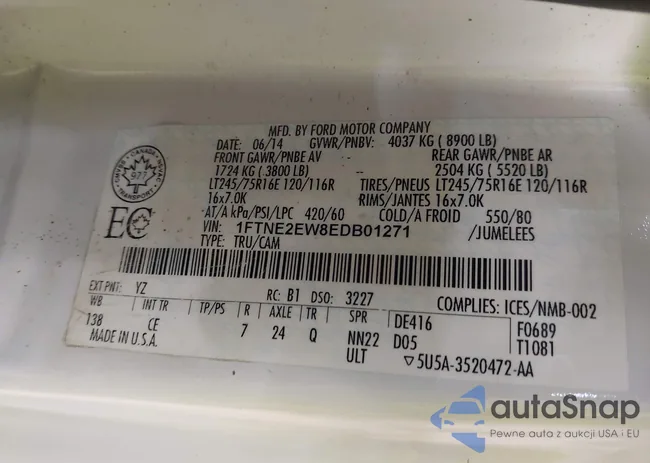 MFD. BY FORD MOTOR COMPANY
DATE: 06/14 GVWR/PNBV: 4037 KG ( 8900 LB)
FRONT GAWR/PNBE AV REAR GAWR/PNBE AR
1724 KG ( 3800 LB) -- 2504 KG ( 5520 LB)
LT245/75R16E 120/116R TIRES/PNEUS LT245/75R16E 120/116R
16x7.0K RIMS/JANTES 16x7.0K
AT/A kPa/PSI/LPC 420/60 COLD/A FROID 550/80
VIN: 1FTNE2EW8EDB01271 /JUMELEES
TYPE: TRU/CAM
CANADA
977
TRANSPORT
EC
EXT PNT: YZ RC: B1 DSO: 3227 COMPLIES: ICES/NMB-002
WB INT TR TP/PS R AXLE TR SPR DE416 F0689
138 CE 7 24 Q NN22 D05 T1081
MADE IN U.S.A. ULT ▽5U5A-3520472-AA
autaSnap
Pewne auta z aukcji USA i EU